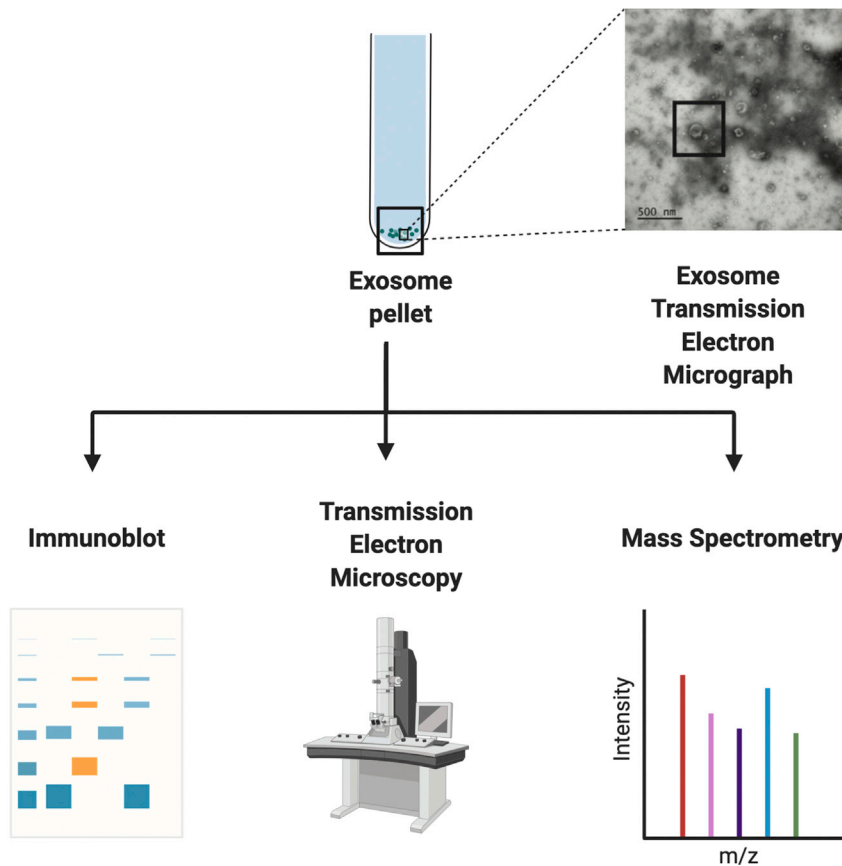 500 nm
Exosome
pellet
Exosome
Transmission
Electron
Micrograph
Immunoblot
Transmission
Electron
Microscopy
Mass Spectrometry
Intensity
m/z